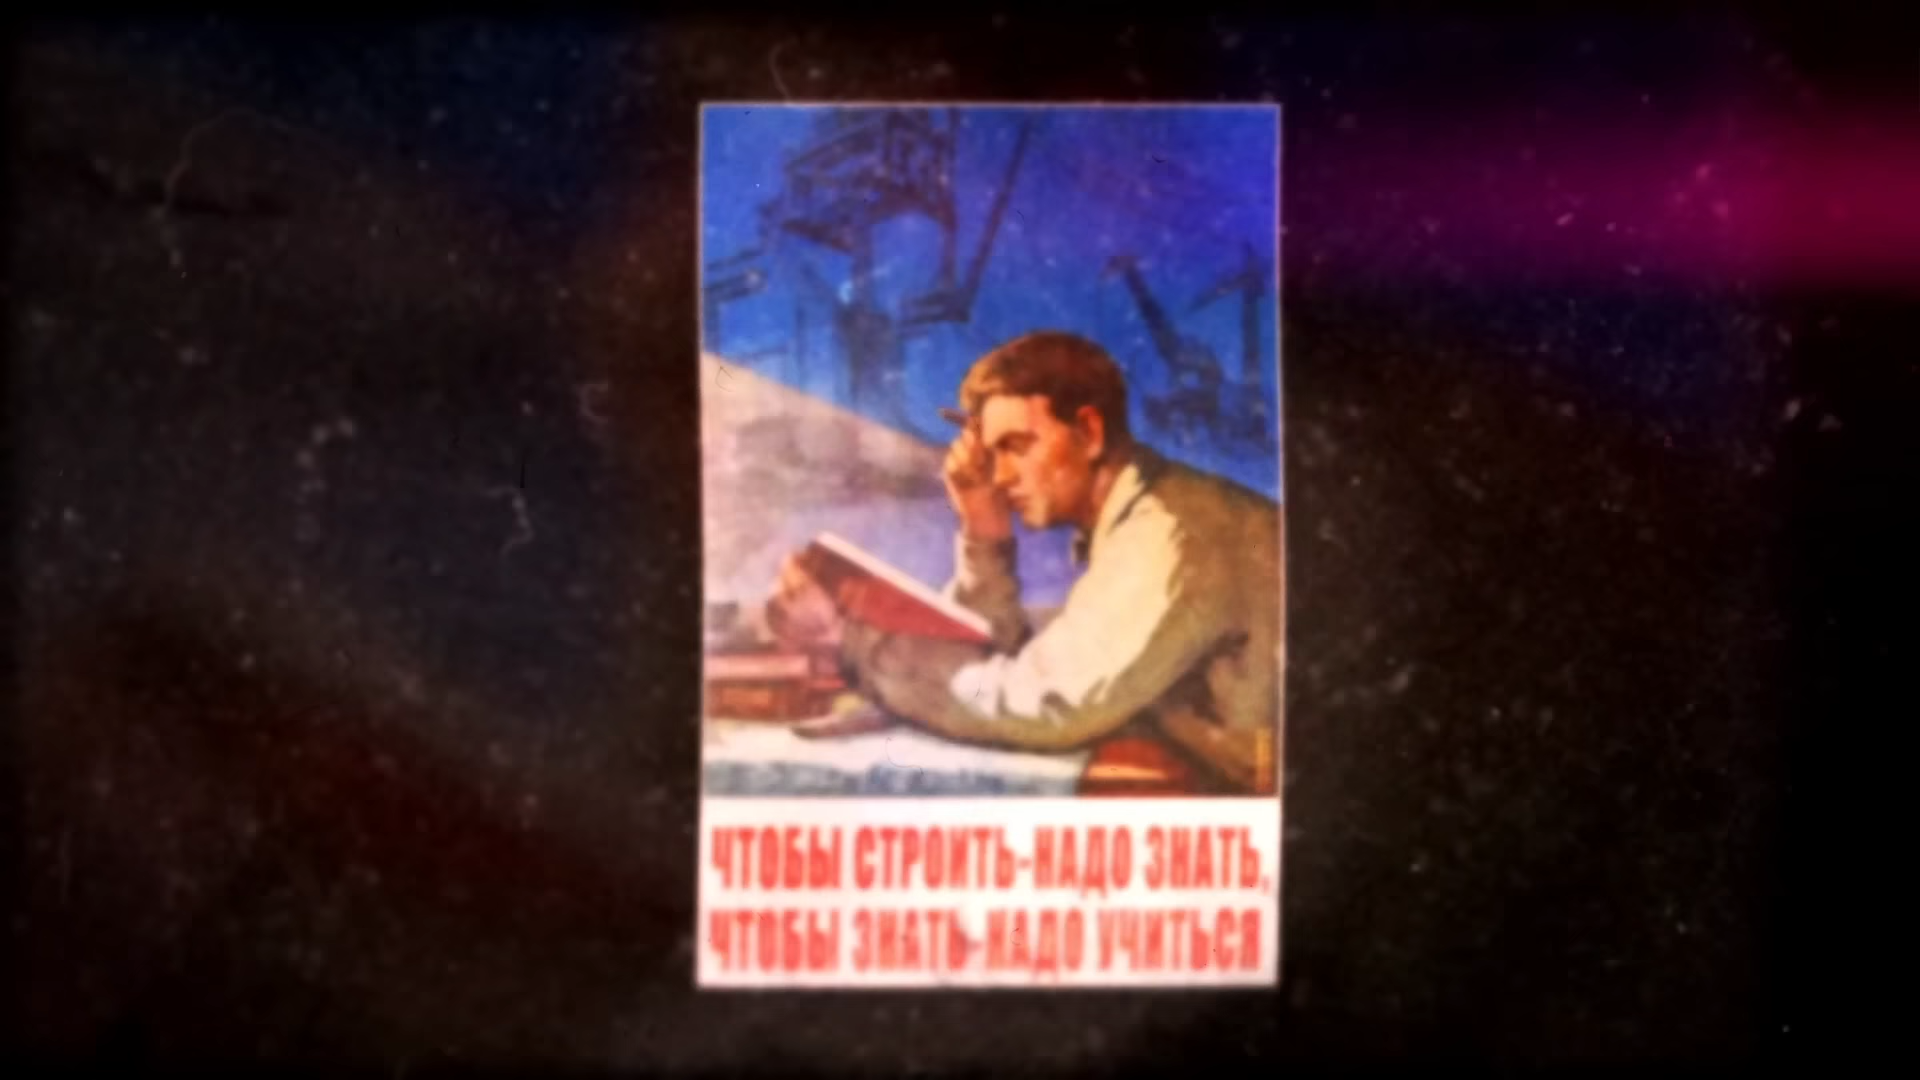 ЧТОБЫ СТРОИТЬ-НАДО ЗНАТЬ,
ЧТОБЫ ЗНАТЬ-НАДО УЧИТЬСЯ